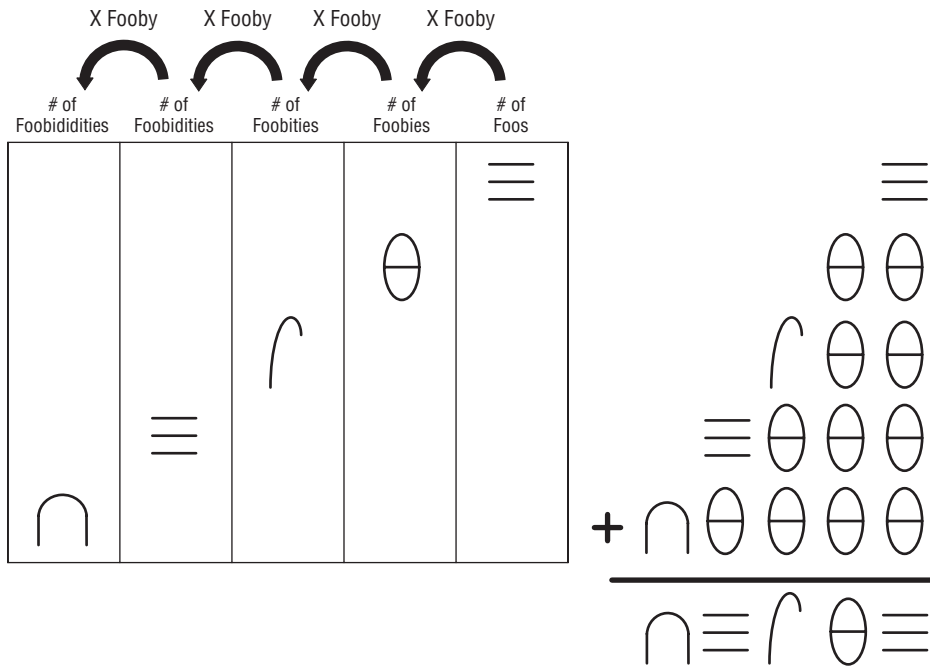 X Fooby X Fooby X Fooby X Fooby
# of Foobididities
# of Foobidities
# of Foobities
# of Foobies
# of Foos
+